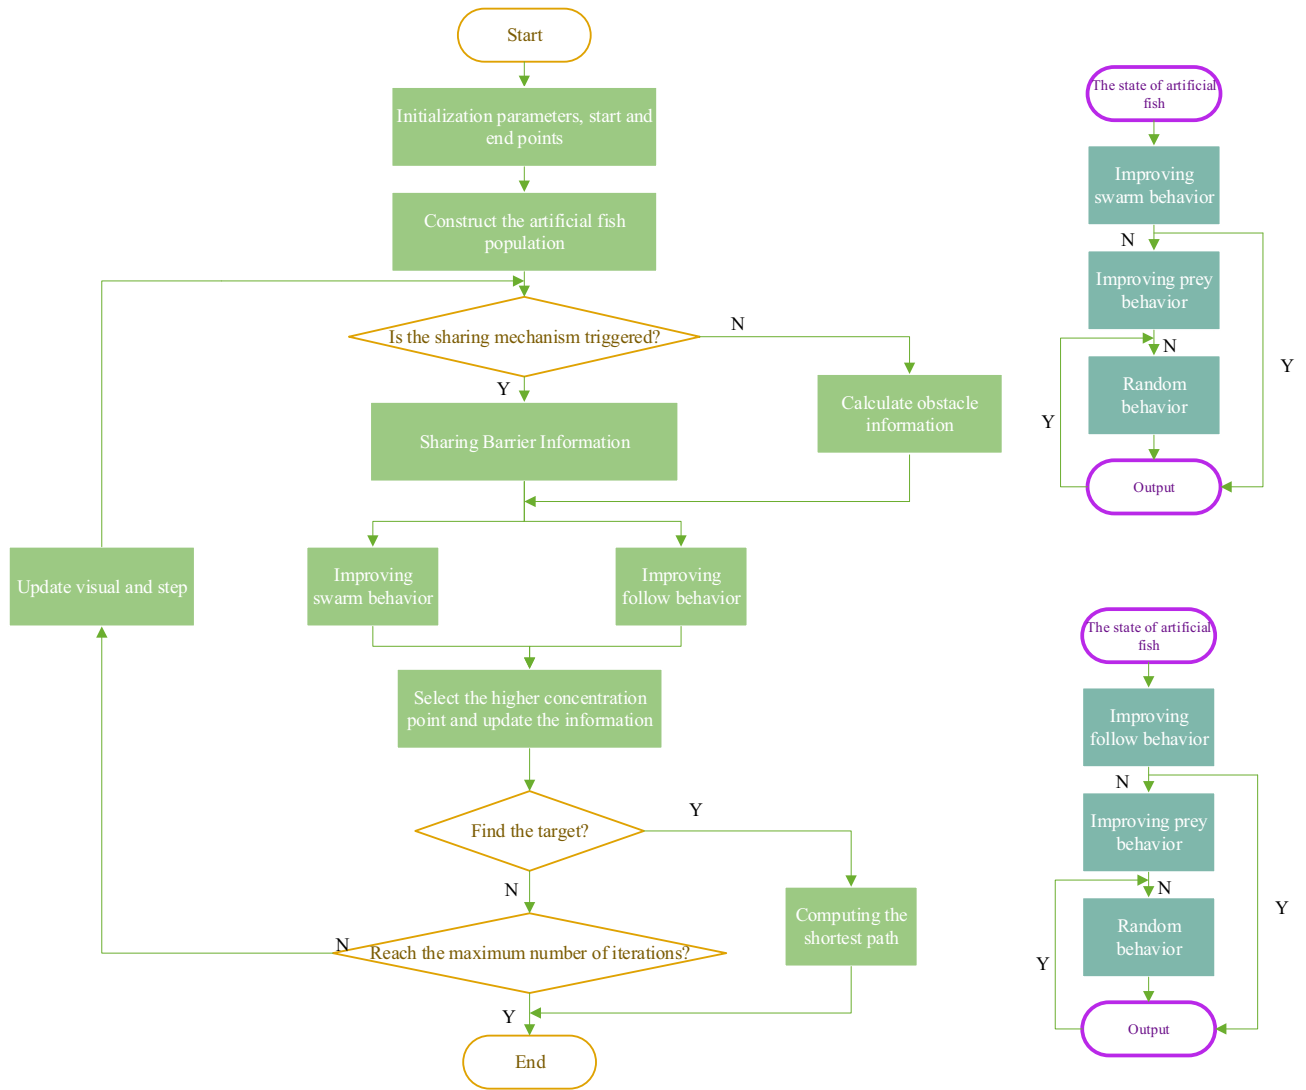 Start
Initialization parameters, start and
end points
Construct the artificial fish
population
Is the sharing mechanism triggered?
N
Y
Sharing Barrier Information
Calculate obstacle
information
Update visual and step
Improving
swarm behavior
Improving
follow behavior
Select the higher concentration
point and update the information
Find the target?
Y
N
Computing the
shortest path
N
Reach the maximum number of iterations?
Y
End
The state of artificial
fish
Improving
swarm behavior
N
Improving prey
behavior
N
Y
Random
behavior
Y
Output
The state of artificial
fish
Improving
follow behavior
N
Improving prey
behavior
N
Y
Random
behavior
Y
Output